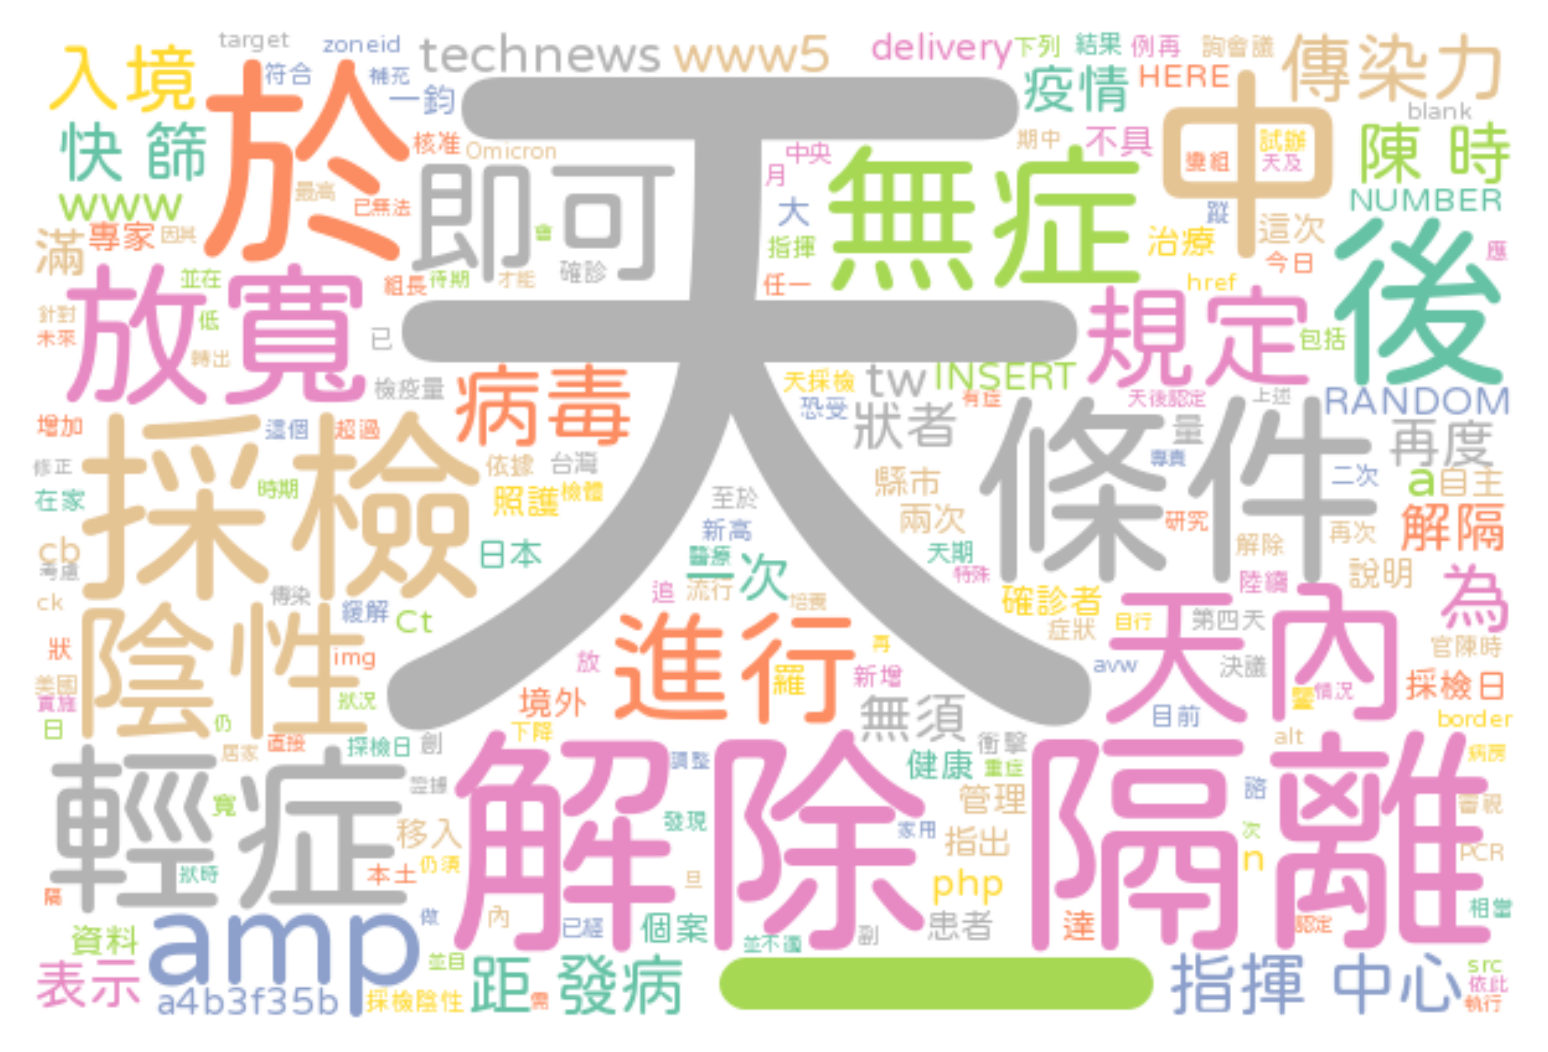 target
zoneid
technews
www5
delivery
下列
結果
例再
詢會議
傳染力
入境
符合
補充
一鈞
疫情
HERE
blank
於
天
中
快 篩
核准
Omicron
中央
期中
不具
變組
試辦
天及
陳 時
www
最高
已無法
即可
月
無症
NUMBER
滿
專家
因其
會
大
指揮
蹤
治療
這次
今日
後
應
放寬
並在
組長
待期
才能
確診
任一
href
規定
包括
針對
未來
低
轉出
已
檢疫量
病毒
天採檢
tw
INSERT
恐受
有症
天後認定
上述
RANDOM
增加
採檢
這個
超過
狀者
條件
量
再度
修正
在家
時期
依據
台灣
照護
檢體
縣市
專責
二次
a
自主
至於
新高
兩次
研究
解隔
cb
考慮
日本
醫療
一次
天期
特殊
解除
再次
說明
ck
傳染
緩解
Ct
追
流行
培養
確診者
陸續
為
陰性
狀
img
進行
再
症狀
自行
天內
第四天
官陳時
美國
實施
狀況
放
羅
新增
avw
決議
情況
採檢日
日
仍
境外
無須
目前
border
居家
直接
採檢日
創
下降
衝擊
alt
病房
輕症
證據
解除隔離
調整
健康
重症
寬
移入
發現
管理
諮
審視
狀時
本土
仍須
家用
指出
次
n
PCR
隔
旦
php
amp
做
內
已經
個案
並不適
副
患者
達
認定
相當
資料
並且
表示
a4b3f35b
採檢陰性
距
需
發病
一
指揮 中心
src
依此
執行